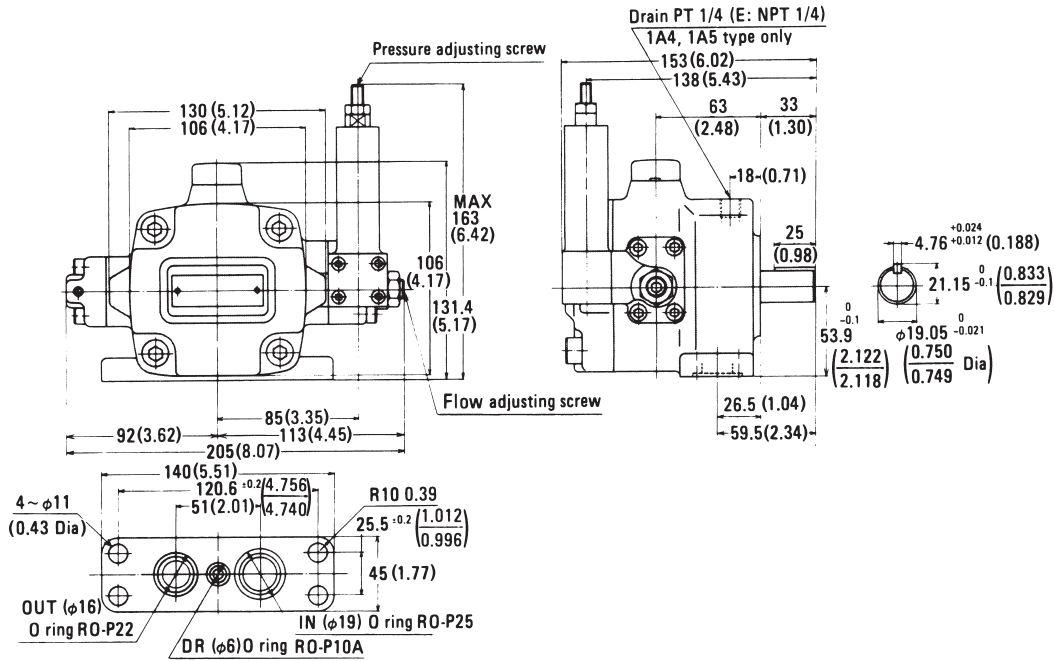 Drain PT 1/4 (E: NPT 1/4)
1A4, 1A5 type only
Pressure adjusting screw
153(6.02)
138(5.43)
130 (5.12)
106 (4.17)
63
(2.48)
33
(1.30)
18-(0.71)
MAX
163
(6.42)
106
(4.17)
131.4
(5.17)
25
(0.98)
4.76 +0.024 +0.012 (0.188)
21.15 0 -0.1 (0.833 0.829)
φ19.05 0 -0.021
(0.750 0.749 Dia)
0
-0.1
53.9
(2.122 2.118)
Flow adjusting screw
85(3.35)
92(3.62)
113(4.45)
205(8.07)
26.5 (1.04)
59.5(2.34)
140(5.51)
120.6 ±0.2 (4.756 4.740)
51(2.01)
4~φ11
(0.43 Dia)
R10 0.39
25.5 ±0.2 (1.012 0.996)
45 (1.77)
OUT (φ16)
O ring RO-P22
IN (φ19) O ring RO-P25
DR (φ6)O ring RO-P10A